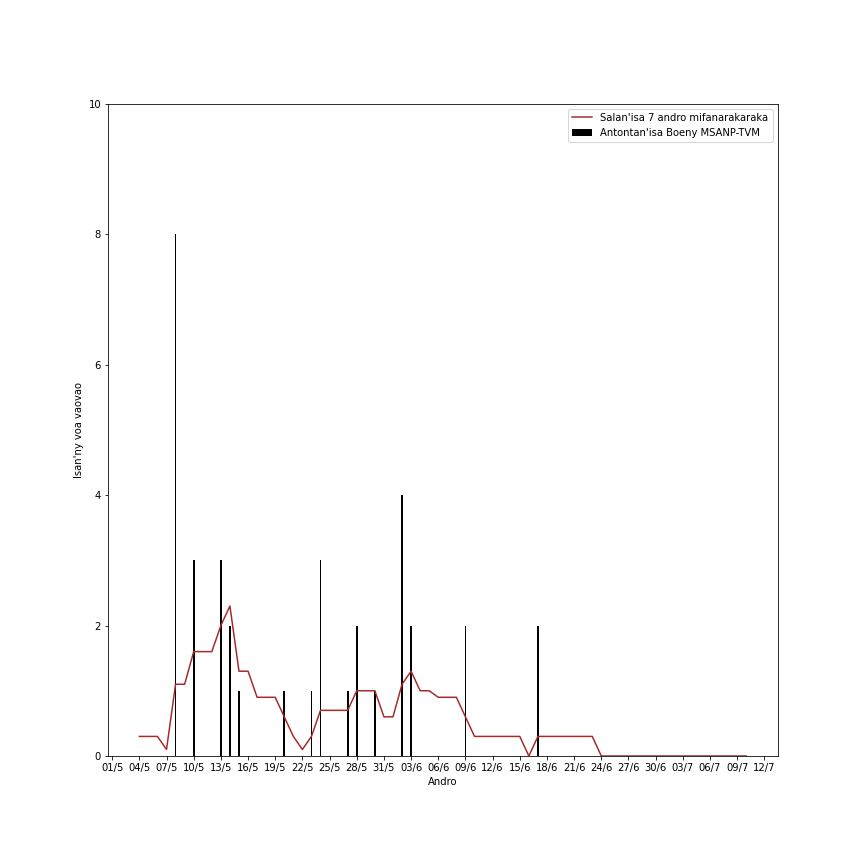 Salan'isa 7 andro mifanarakaraka
Antontan'isa Boeny MSANP-TVM
10
8
6
4
2
0
Isan'ny voa vaovao
01/5 04/5 07/5 10/5 13/5 16/5 19/5 22/5 25/5 28/5 31/5 03/6 06/6 09/6 12/6 15/6 18/6 21/6 24/6 27/6 30/6 03/7 06/7 09/7 12/7
Andro